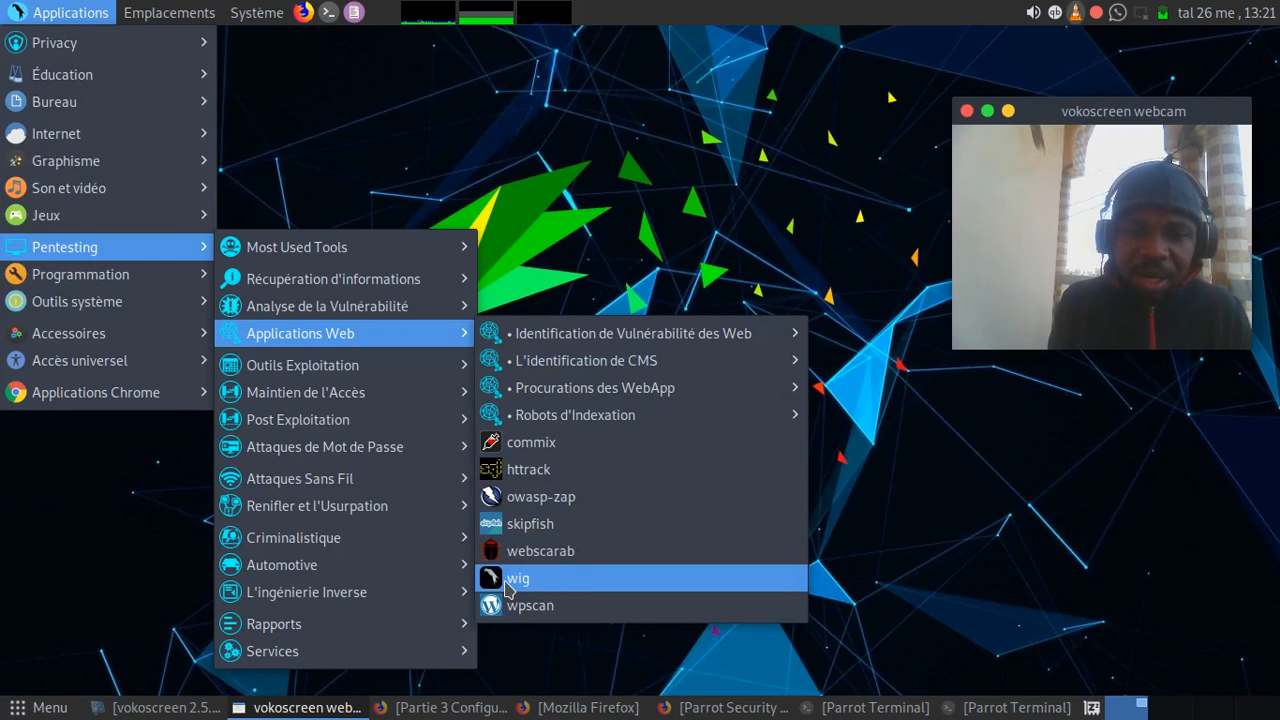 Applications Emplacements Système tal 26 me , 13:21
Privacy
Éducation
Bureau
Internet
Graphisme
Son et vidéo
Jeux
Pentesting
Programmation
Outils système
Accessoires
Accès universel
Applications Chrome
Most Used Tools
Récupération d'informations
Analyse de la Vulnérabilité
Applications Web
Outils Exploitation
Maintien de l'Accès
Post Exploitation
Attaques de Mot de Passe
Attaques Sans Fil
Renifler et l'Usurpation
Criminalistique
Automotive
L'ingénierie Inverse
Rapports
Services
• Identification de Vulnérabilité des Web
• L'identification de CMS
• Procurations des WebApp
• Robots d'Indexation
commix
httrack
owasp-zap
skipfish
webscarab
wig
wpscan
vokoscreen webcam
Menu [vokoscreen 2.5.... vokoscreen web... [Partie 3 Configu... [Mozilla Firefox] [Parrot Security ... [Parrot Terminal] [Parrot Terminal]